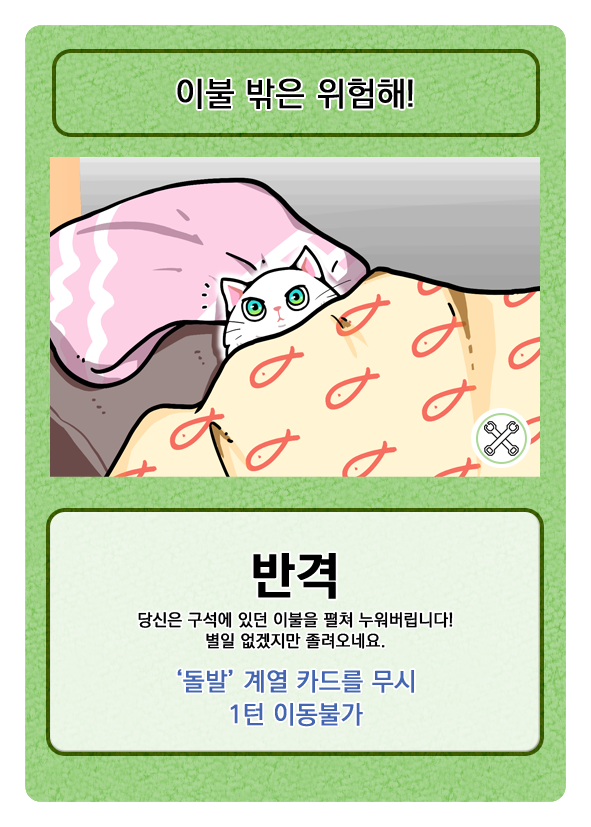 이불 밖은 위험해!
반격
당신은 구석에 있던 이불을 펼쳐 누워버립니다!
별일 없겠지만 졸려오네요.
‘돌발’ 계열 카드를 무시
1턴 이동불가